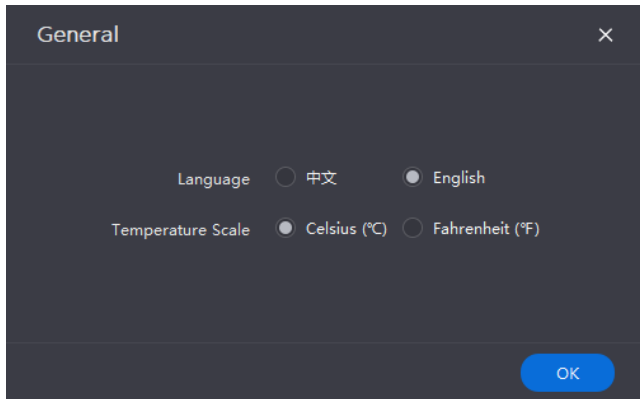 General
Language 中文 English
Temperature Scale Celsius (℃) Fahrenheit (℉)
OK